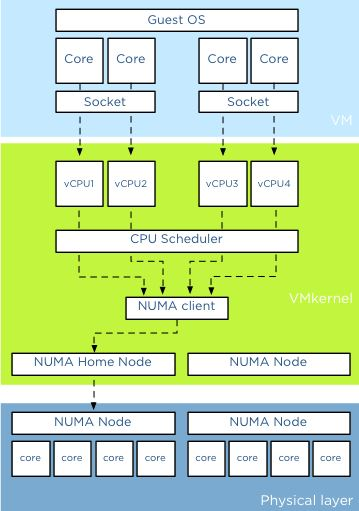 Guest OS
Core Core Core Core
Socket Socket
VM
vCPU1 vCPU2 vCPU3 vCPU4
CPU Scheduler
NUMA client
VMkernel
NUMA Home Node NUMA Node
NUMA Node NUMA Node
core core core core core core core core
Physical layer